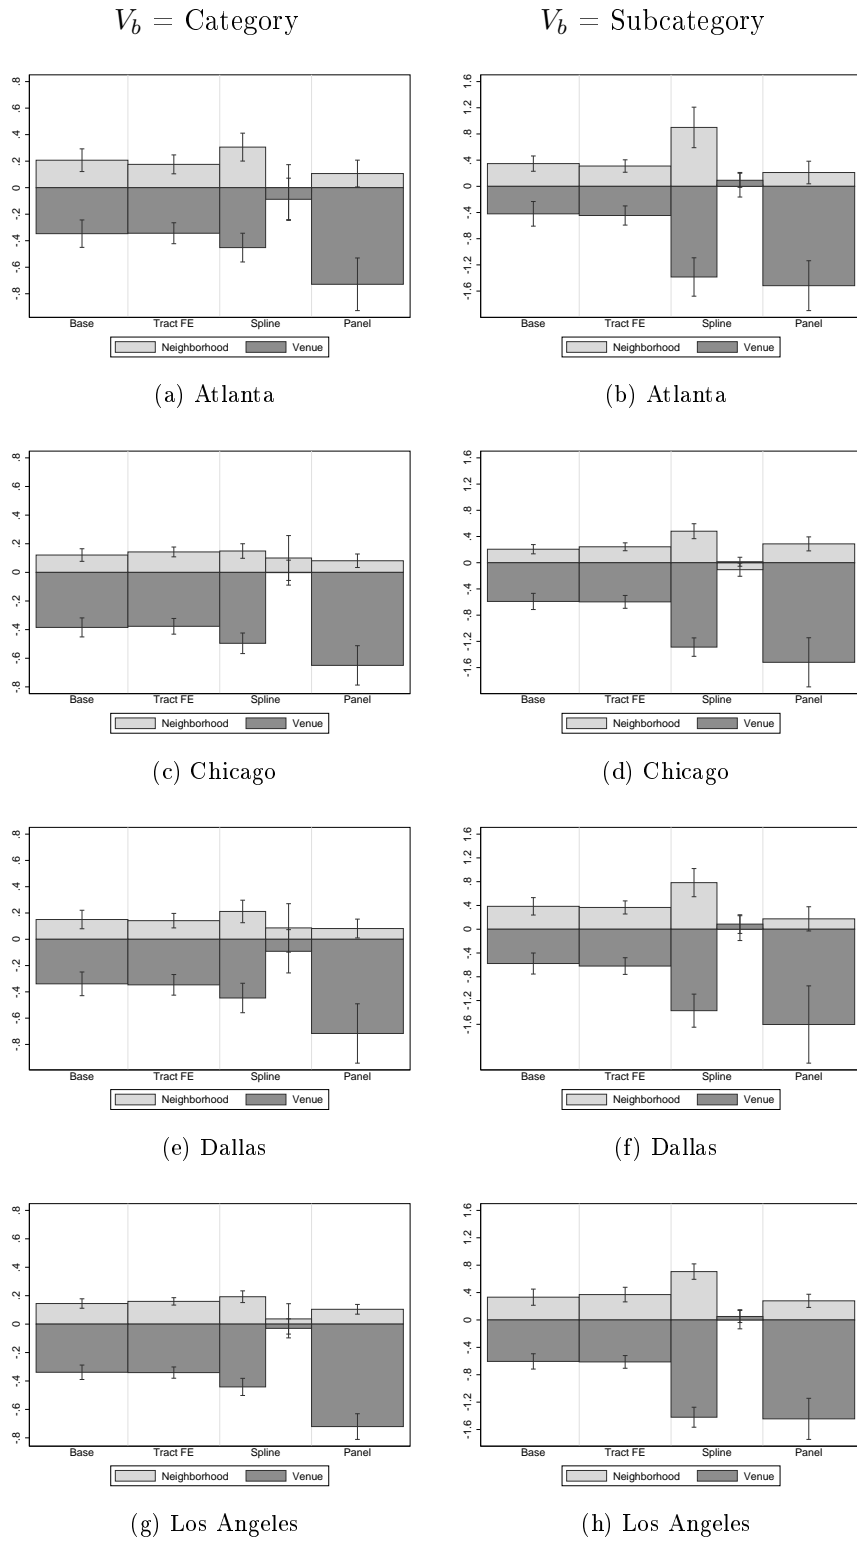 V_b = Category
V_b = Subcategory
.8
.6
.4
.2
0
-.2
-.4
-.6
-.8
Base Tract FE Spline Panel
Neighborhood Venue
(a) Atlanta
1.6
1.2
.8
.4
0
-.4
-.8
-1.2
-1.6
Base Tract FE Spline Panel
Neighborhood Venue
(b) Atlanta
.8
.6
.4
.2
0
-.2
-.4
-.6
-.8
Base Tract FE Spline Panel
Neighborhood Venue
(c) Chicago
1.6
1.2
.8
.4
0
-.4
-.8
-1.2
-1.6
Base Tract FE Spline Panel
Neighborhood Venue
(d) Chicago
.8
.6
.4
.2
0
-.2
-.4
-.6
-.8
Base Tract FE Spline Panel
Neighborhood Venue
(e) Dallas
1.6
1.2
.8
.4
0
-.4
-.8
-1.2
-1.6
Base Tract FE Spline Panel
Neighborhood Venue
(f) Dallas
.8
.6
.4
.2
0
-.2
-.4
-.6
-.8
Base Tract FE Spline Panel
Neighborhood Venue
(g) Los Angeles
1.6
1.2
.8
.4
0
-.4
-.8
-1.2
-1.6
Base Tract FE Spline Panel
Neighborhood Venue
(h) Los Angeles